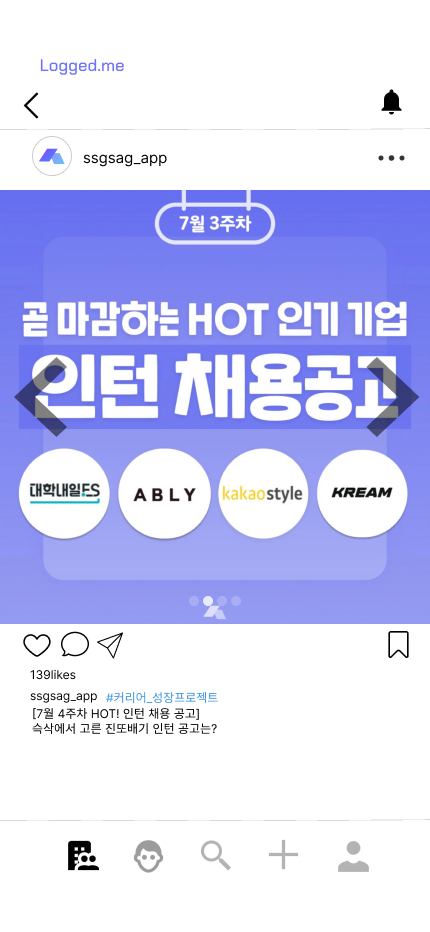 Logged.me
ssgsag_app
7월 3주차
곧 마감하는 HOT 인기 기업
인턴 채용공고
대학내일ES
ABLY
kakaostyle
KREAM
139likes
ssgsag_app #커리어_성장프로젝트
[7월 4주차 HOT! 인턴 채용 공고]
슥삭에서 고른 진또배기 인턴 공고는?